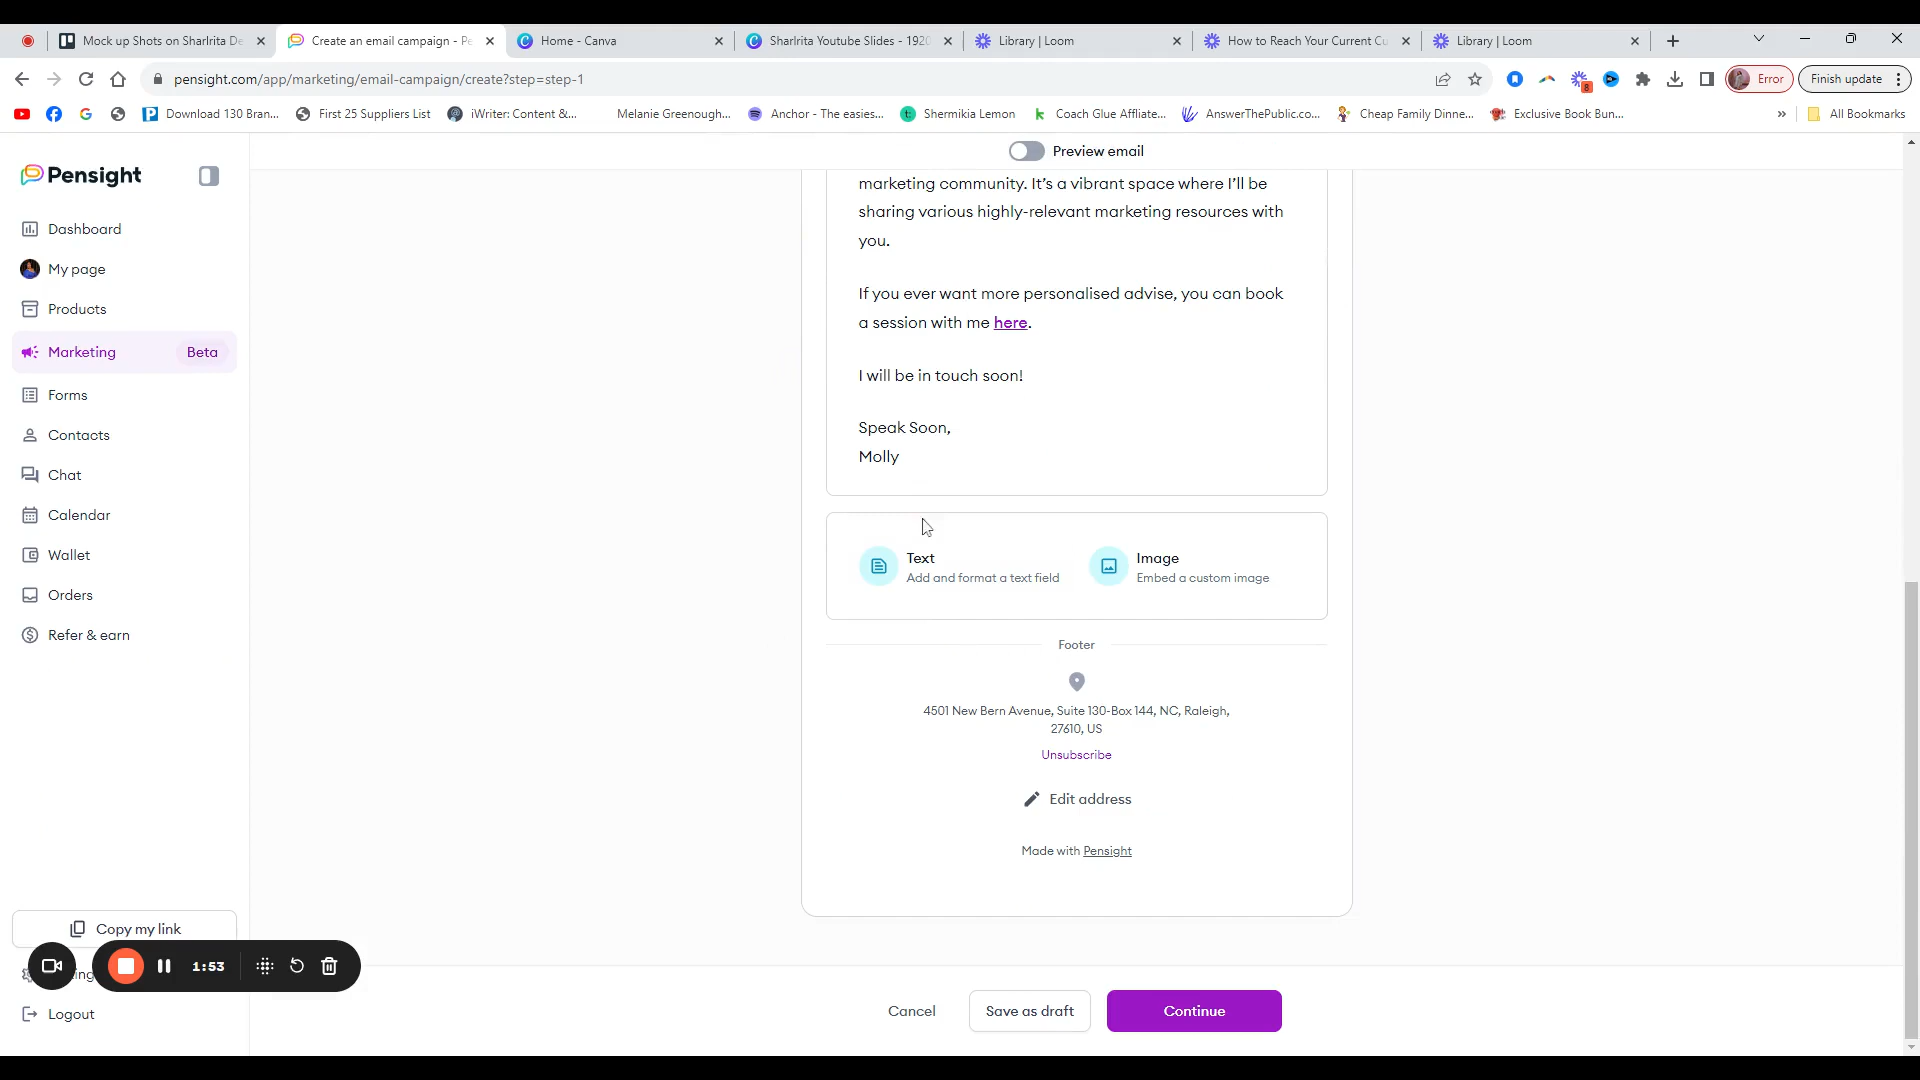 Mock up Shots on Sharlrita De
Create an email campaign - Pe
Home - Canva
Sharlrita Youtube Slides - 1920
Library | Loom
How to Reach Your Current Cu
Library | Loom
pensight.com/app/marketing/email-campaign/create?step=step-1
8
Error
Finish update
Download 130 Bran...
First 25 Suppliers List
iWriter: Content &...
Melanie Greenough...
Anchor - The easies...
Shermikia Lemon
Coach Glue Affiliate...
AnswerThePublic.co...
Cheap Family Dinne...
Exclusive Book Bun...
»
All Bookmarks
Pensight
Dashboard
My page
Products
Marketing Beta
Forms
Contacts
Chat
Calendar
Wallet
Orders
Refer & earn
Copy my link
1:53
Logout
Preview email
marketing community. It's a vibrant space where I'll be
sharing various highly-relevant marketing resources with
you.
If you ever want more personalised advise, you can book
a session with me here.
I will be in touch soon!
Speak Soon,
Molly
Text
Add and format a text field
Image
Embed a custom image
Footer
4501 New Bern Avenue, Suite 130-Box 144, NC, Raleigh,
27610, US
Unsubscribe
Edit address
Made with Pensight
Cancel
Save as draft
Continue